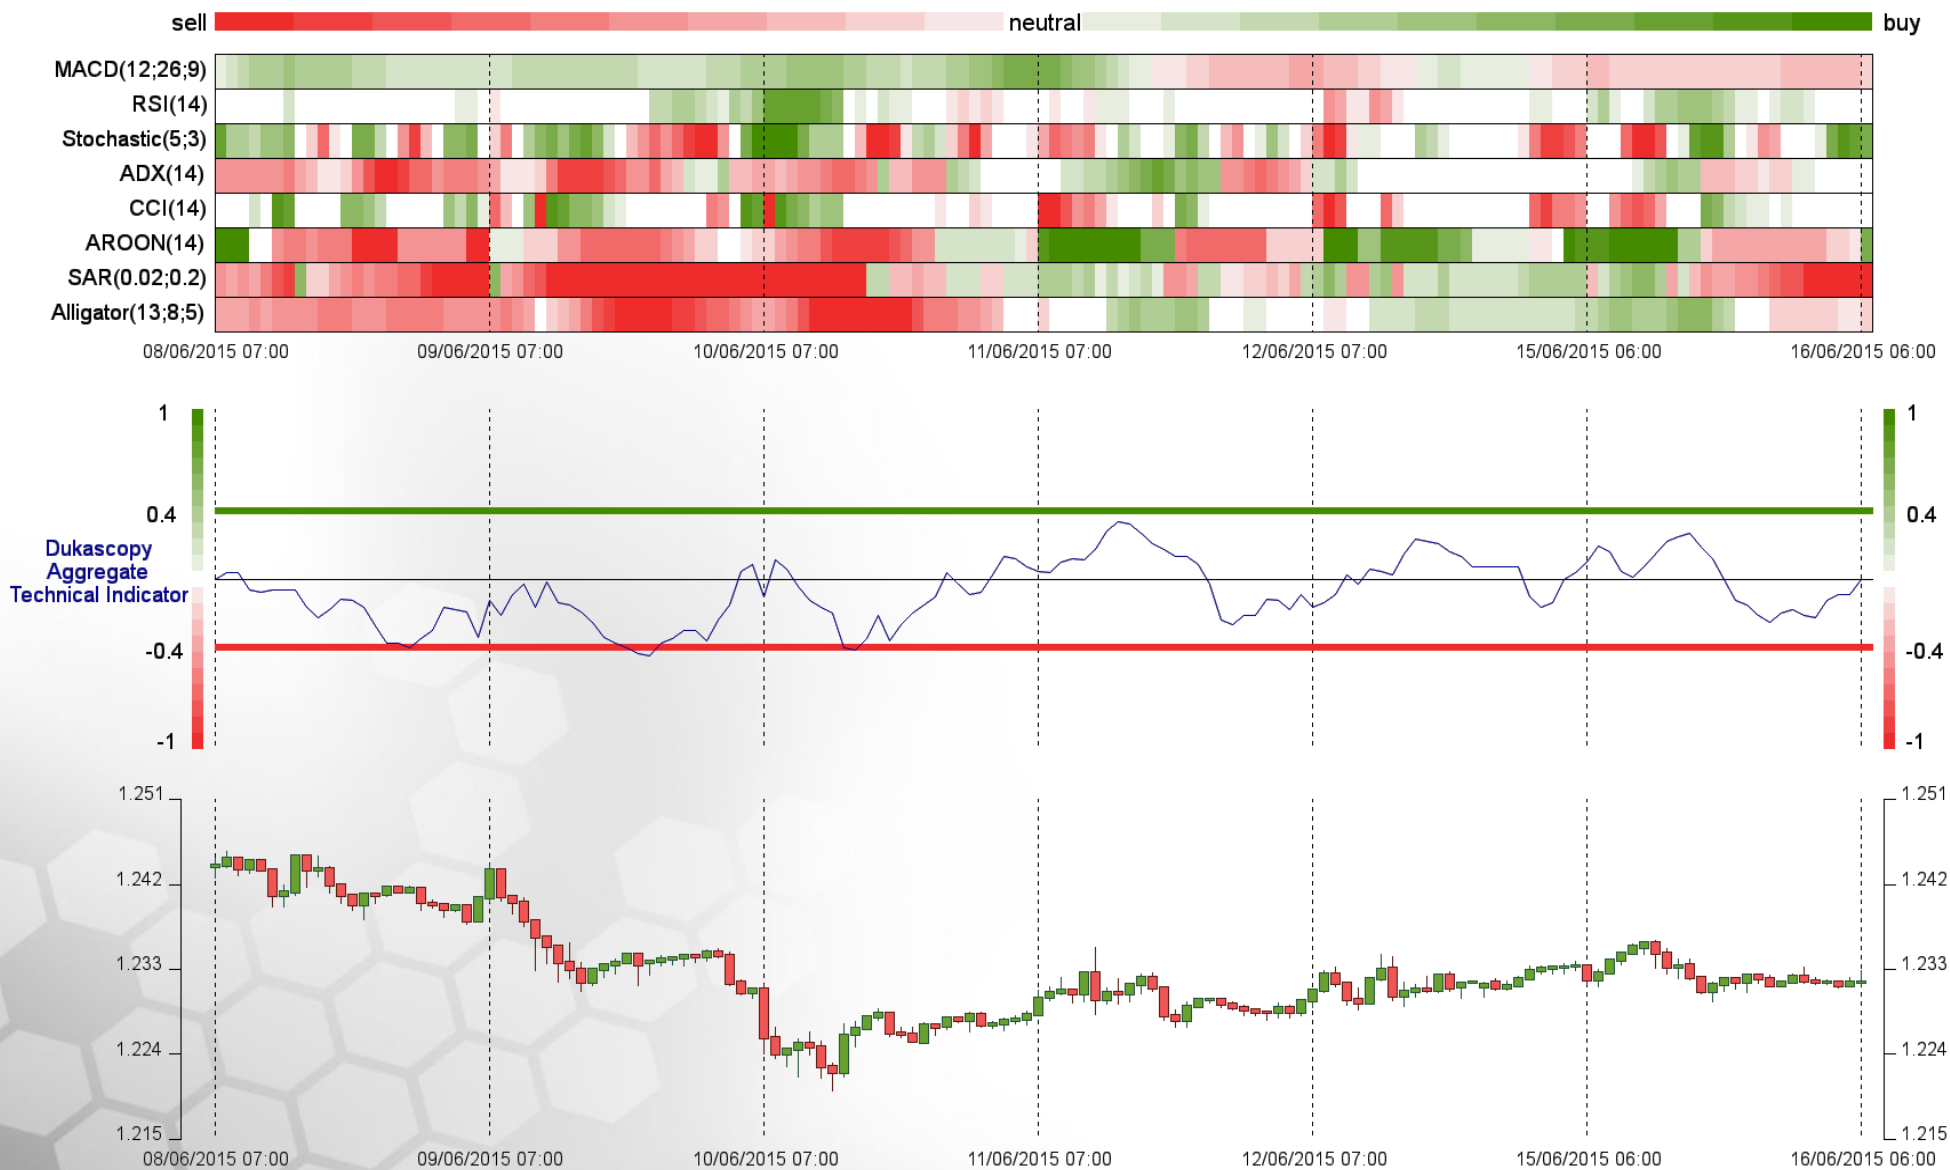 sell neutral buy
MACD(12;26;9)
RSI(14)
Stochastic(5;3)
ADX(14)
CCI(14)
AROON(14)
SAR(0.02;0.2)
Alligator(13;8;5)
08/06/2015 07:00 09/06/2015 07:00 10/06/2015 07:00 11/06/2015 07:00 12/06/2015 07:00 15/06/2015 06:00 16/06/2015 06:00
1 1
0.4 0.4
Dukascopy
Aggregate
Technical Indicator
-0.4 -0.4
-1 -1
1.251 1.251
1.242 1.242
1.233 1.233
1.224 1.224
1.215 1.215
08/06/2015 07:00 09/06/2015 07:00 10/06/2015 07:00 11/06/2015 07:00 12/06/2015 07:00 15/06/2015 06:00 16/06/2015 06:00